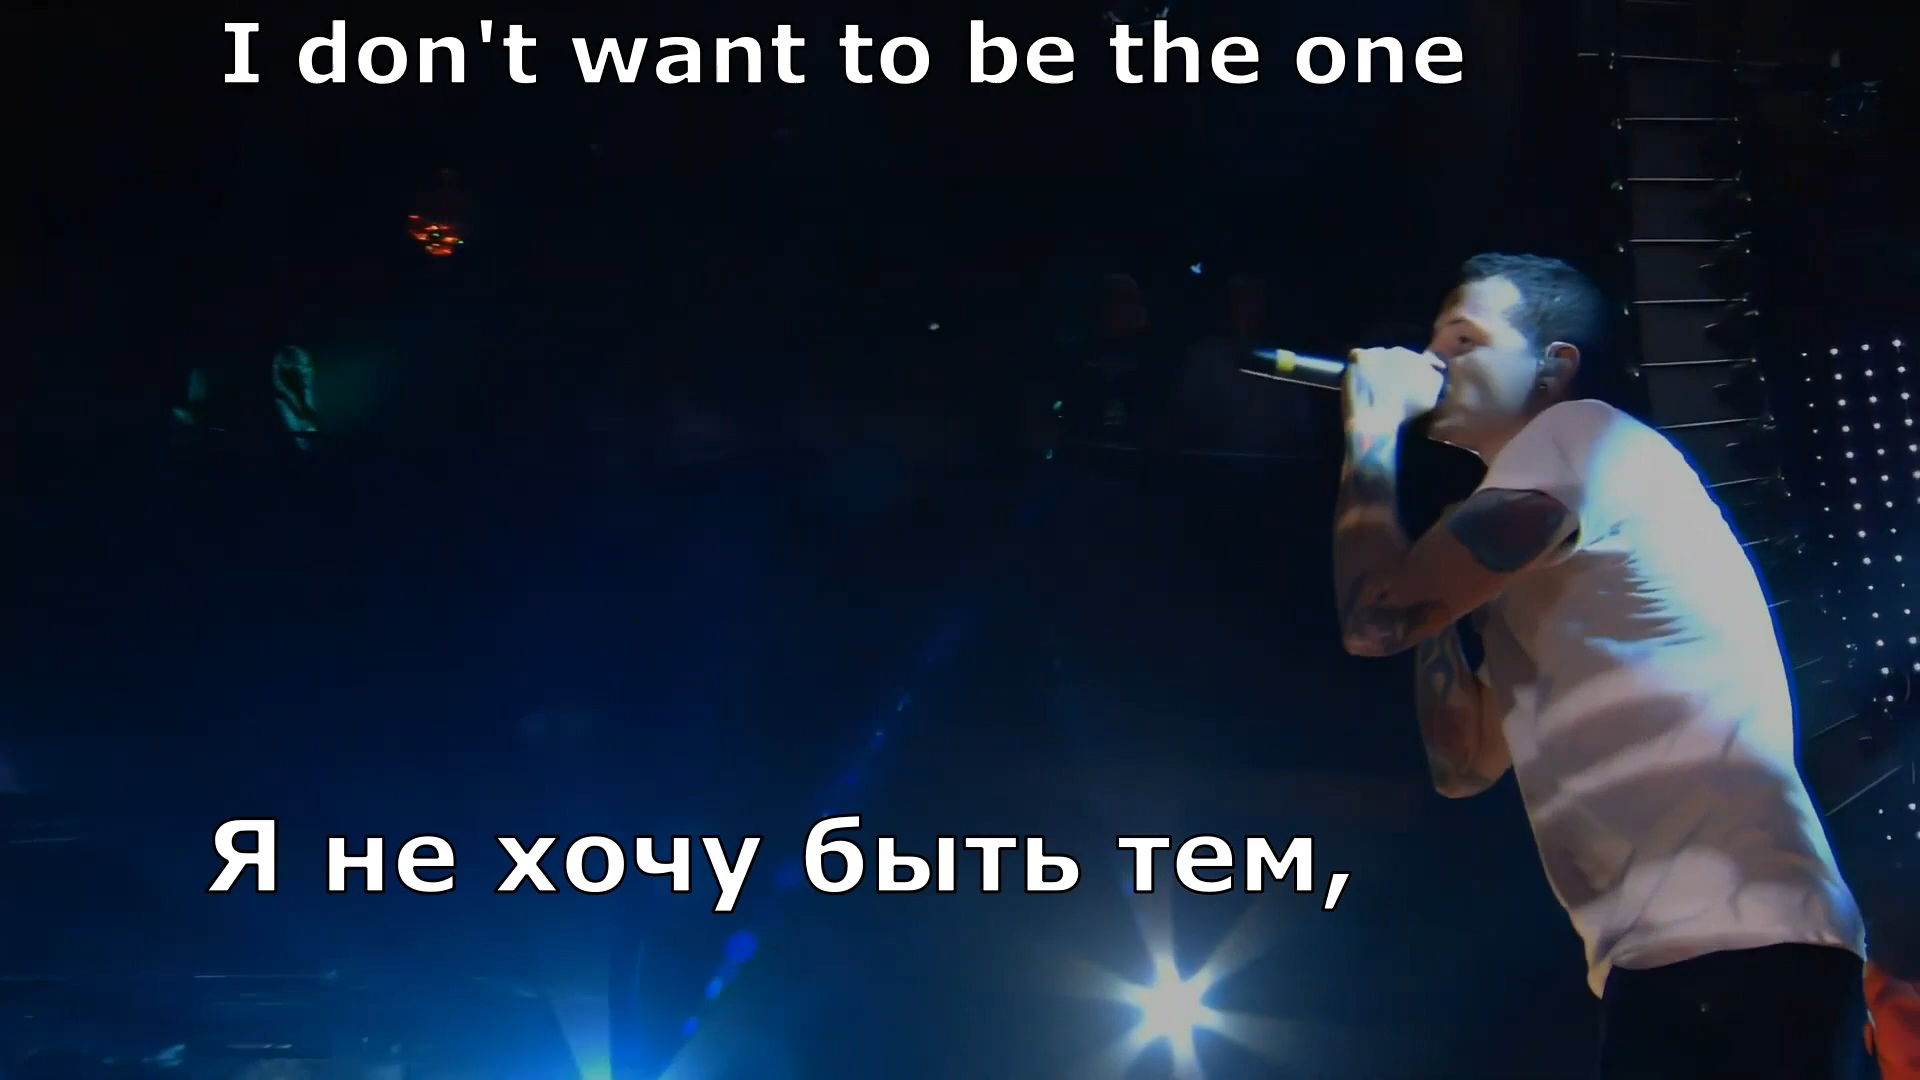 I don't want to be the one
Я не хочу быть тем,